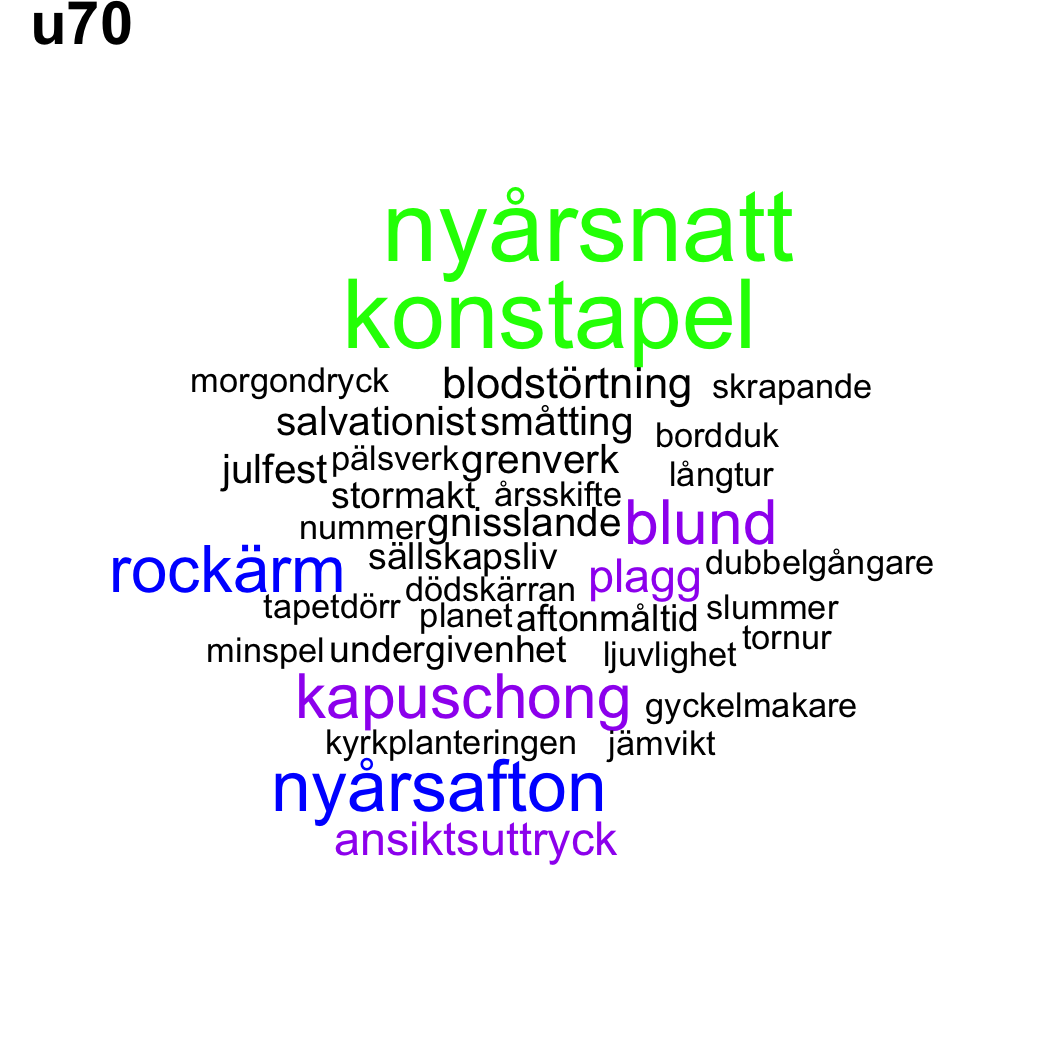 u70
nyårsnatt
konstapel
morgondryck blodstörtning skrapande
salvationist småtting bordduk
julfest pälsverk grenverk långtur
stormakt årsskifte
nummer gnisslande blund
rockärm sällskapsliv plagg dubbelgångare
dödskärran
tapetdörr planet aftonmåltid slummer
tornur
minspel undergivenhet ljuvlighet
kapuschong gyckelmakare
kyrkplanteringen jämvikt
nyårsafton
ansiktsuttryck